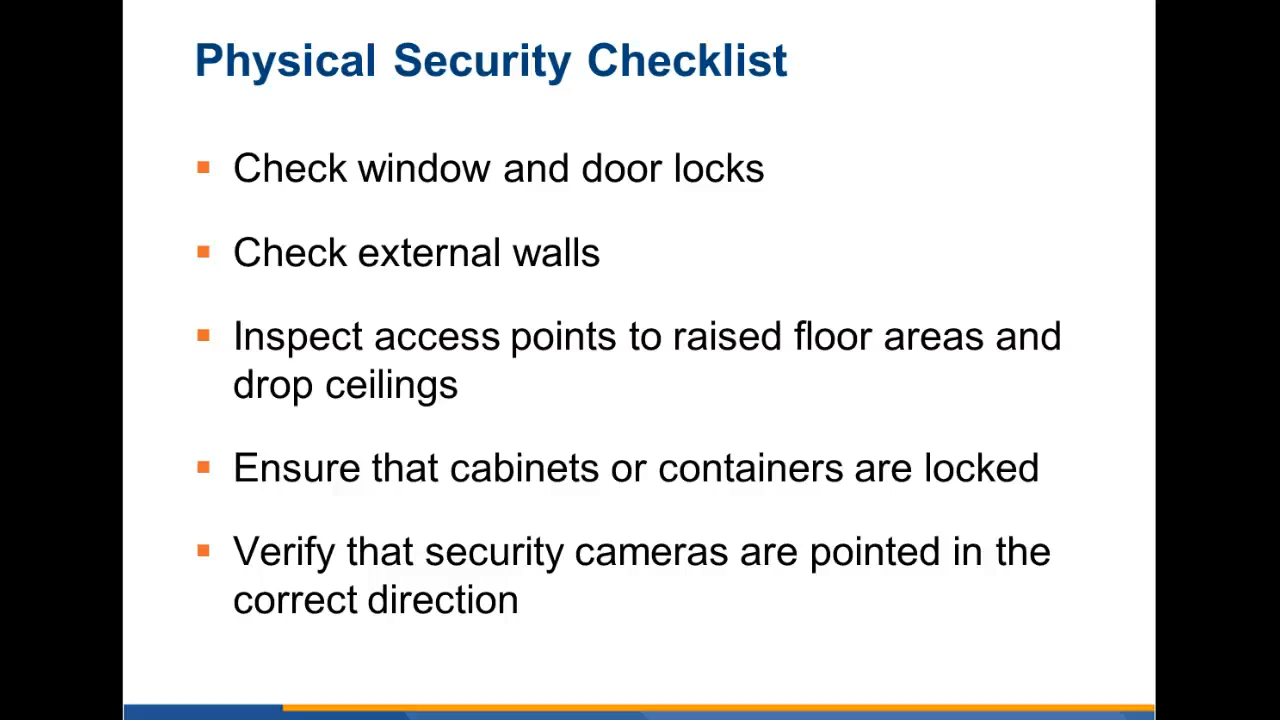 Physical Security Checklist
Check window and door locks
Check external walls
Inspect access points to raised floor areas and
drop ceilings
Ensure that cabinets or containers are locked
Verify that security cameras are pointed in the
correct direction